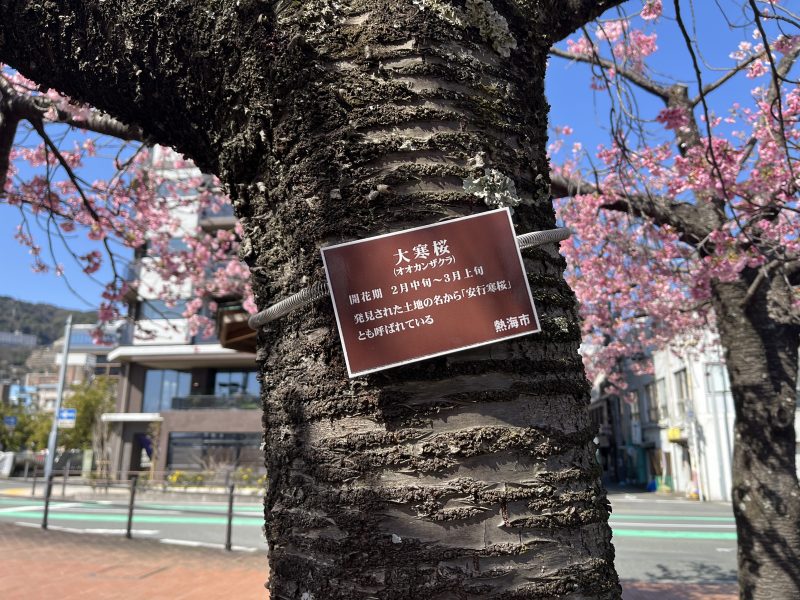 大寒桜
(オオカンザクラ)
開花期 2月中旬～3月上旬
発見された土地の名から「安行寒桜」
とも呼ばれている
熱海市